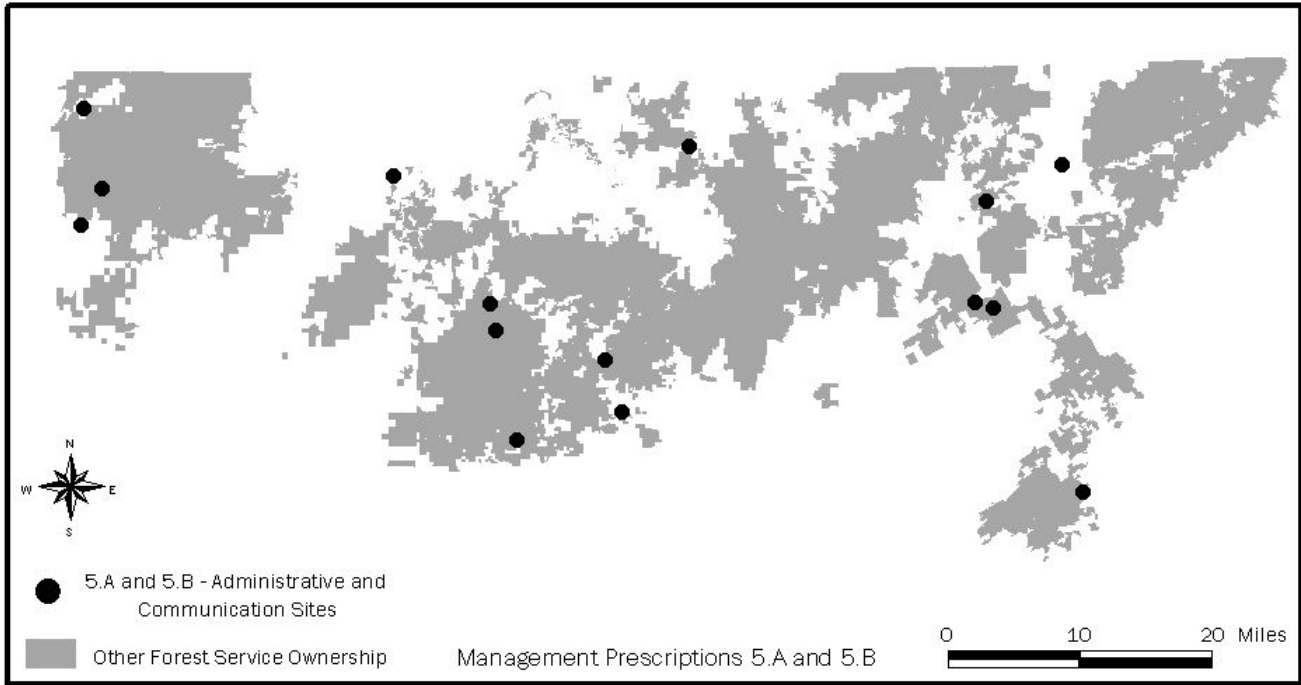 N
W E
S
5.A and 5.B - Administrative and
Communication Sites
Other Forest Service Ownership
Management Prescriptions 5.A and 5.B
0 10 20 Miles